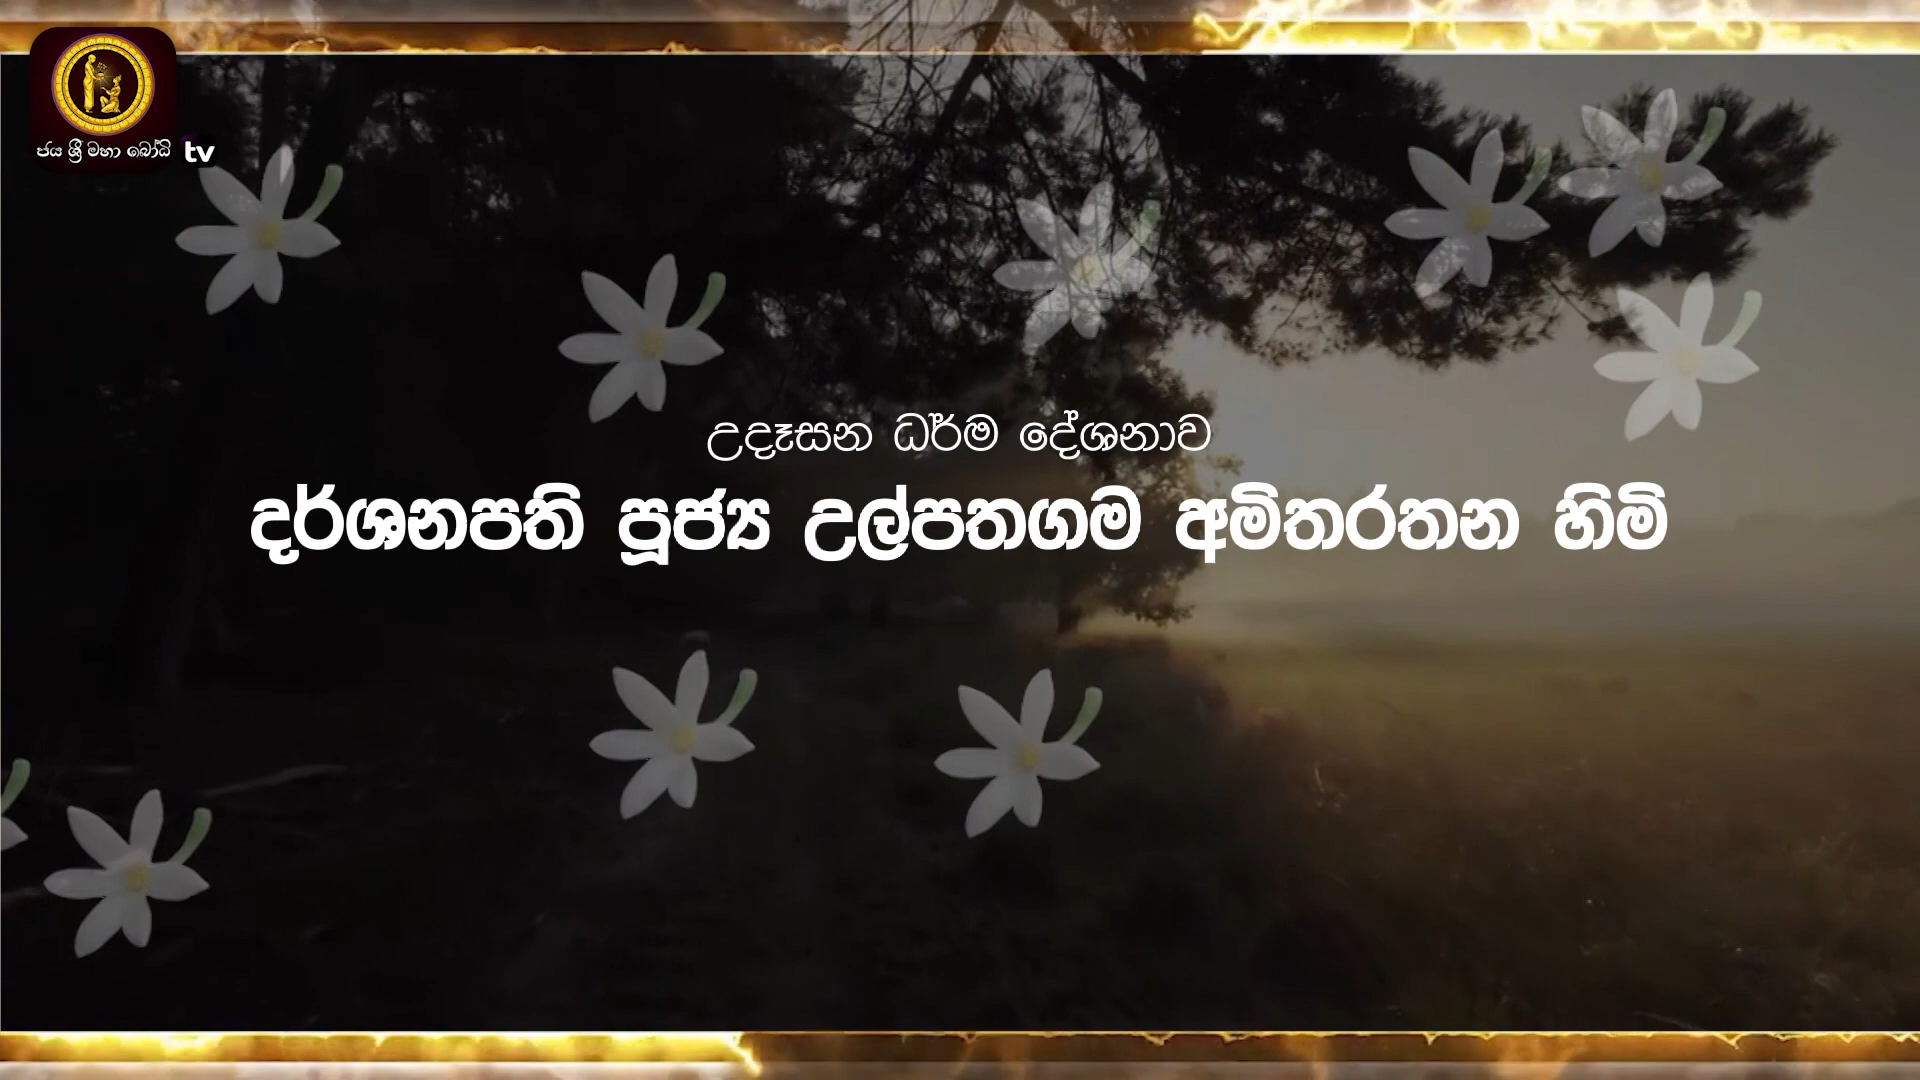 ජය ශ්‍රී මහා බෝධි tv
උදෑසන ධර්ම දේශනාව
දර්ශනපති පූජ්‍ය උල්පතගම අමිතරතන හිමි